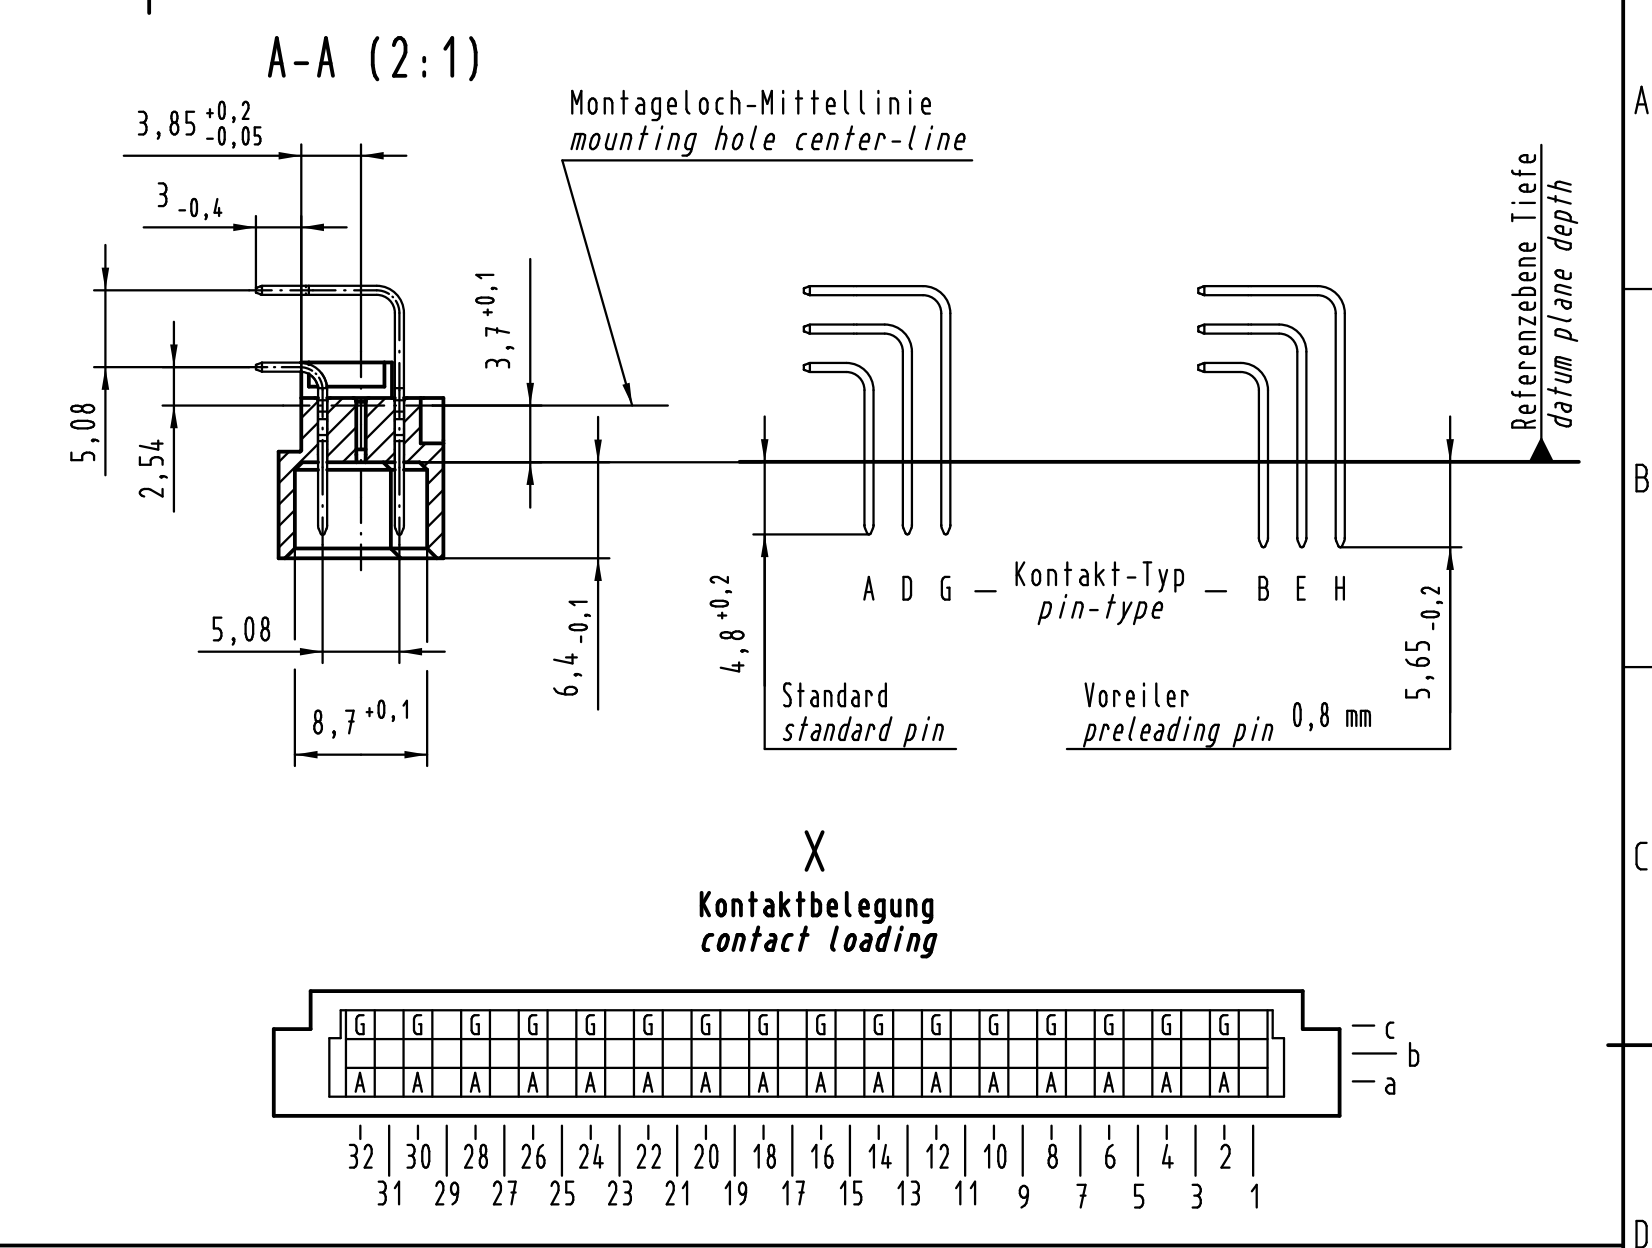 A-A (2:1)
A
3,85 +0,2 -0,05
Montageloch-Mittellinie
mounting hole center-line
3 -0,4
Referenzebene Tiefe
datum plane depth
3,7 +0,1
5,08
2,54
B
A D G — Kontakt-Typ — B E H
pin-type
4,8 +0,2
5,65 -0,2
5,08
6,4 -0,1
8,7 +0,1
Standard
standard pin
Voreiler
preleading pin 0,8 mm
X
C
Kontaktbelegung
contact loading
G G G G G G G G G G G G G G G G c
b
A A A A A A A A A A A A A A A A a
32 30 28 26 24 22 20 18 16 14 12 10 8 6 4 2
31 29 27 25 23 21 19 17 15 13 11 9 7 5 3 1
D